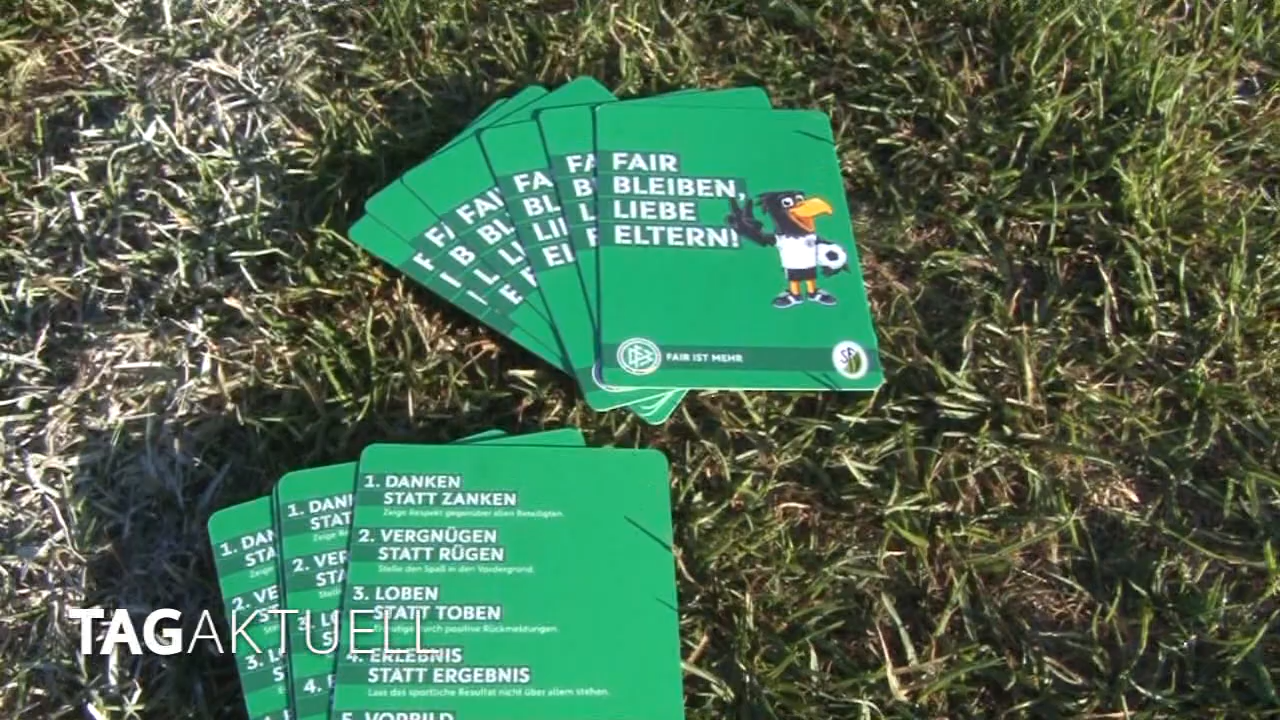 FAIR
BLEIBEN,
LIEBE
ELTERN!
FAIR IST MEHR
1. DANKEN
STATT ZANKEN
Zeige Respekt gegenüber allen Beteiligten.
2. VERGNÜGEN
STATT RÜGEN
Stelle den Spaß in den Vordergrund.
3. LOBEN
STATT TOBEN
durch positive Rückmeldungen.
4. ERLEBNIS
STATT ERGEBNIS
Lass das sportliche Resultat nicht über allem stehen.
5. VORBILD
TAGAKTUELL